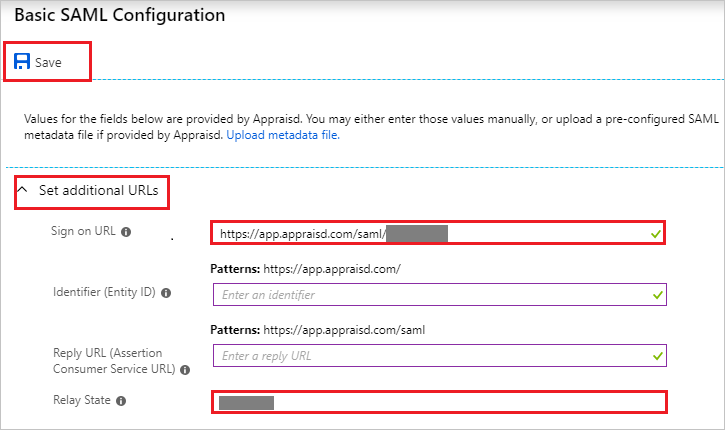 Basic SAML Configuration
Save
Values for the fields below are provided by Appraisd. You may either enter those values manually, or upload a pre-configured SAML
metadata file if provided by Appraisd. Upload metadata file.
Set additional URLs
Sign on URL
https://app.appraisd.com/saml/
Patterns: https://app.appraisd.com/
Identifier (Entity ID)
Enter an identifier
Patterns: https://app.appraisd.com/saml
Reply URL (Assertion
Consumer Service URL)
Enter a reply URL
Relay State